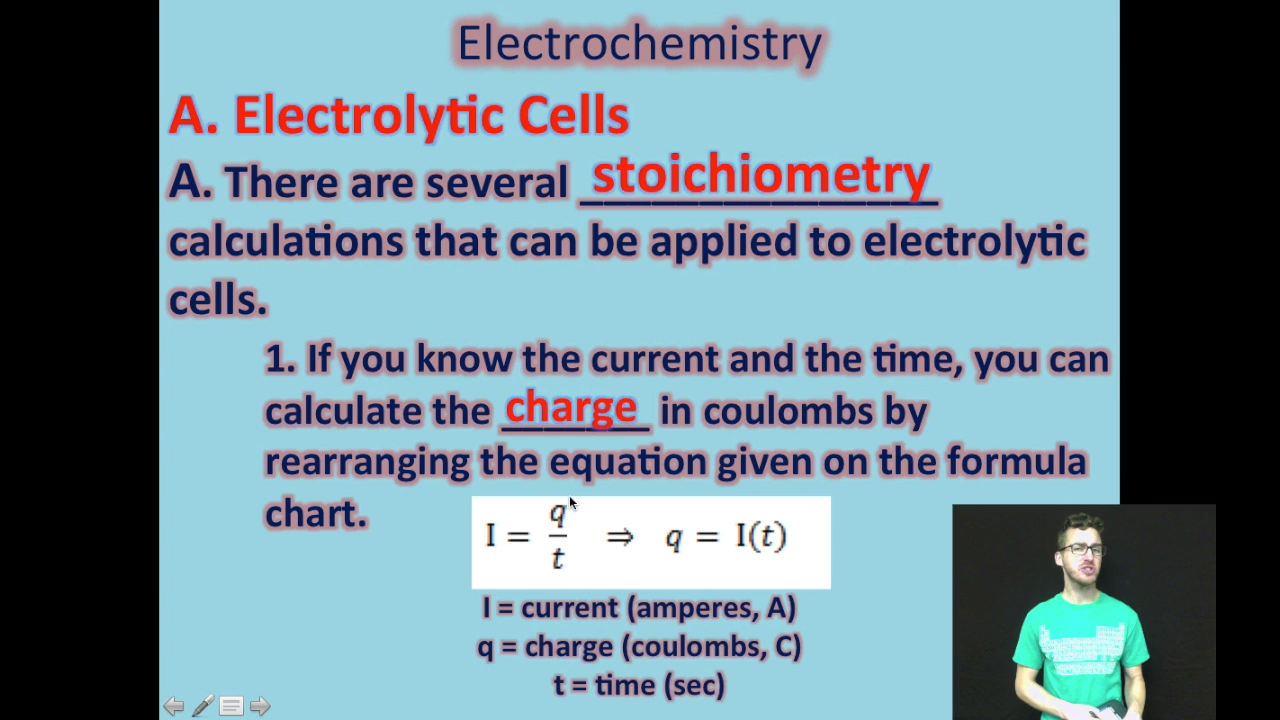 Electrochemistry
A. Electrolytic Cells
A. There are several stoichiometry
calculations that can be applied to electrolytic
cells.
1. If you know the current and the time, you can
calculate the charge in coulombs by
rearranging the equation given on the formula
chart.
I = q/t ⇒ q = I(t)
I = current (amperes, A)
q = charge (coulombs, C)
t = time (sec)